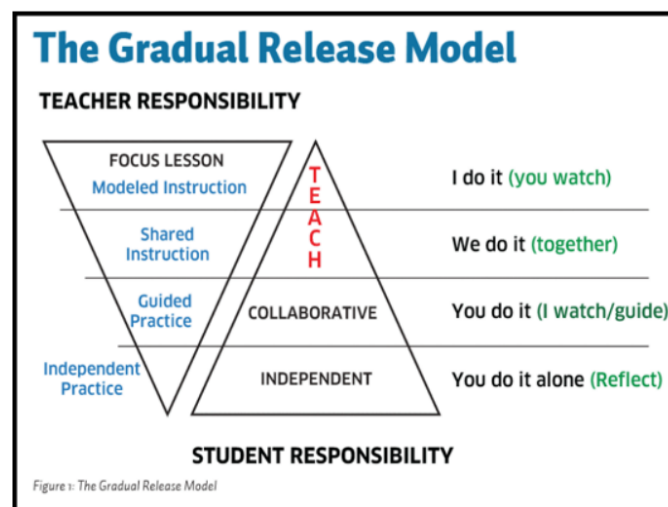 The Gradual Release Model
TEACHER RESPONSIBILITY
FOCUS LESSON
Modeled Instruction
TEACH
I do it (you watch)
Shared
Instruction
We do it (together)
Guided
Practice
COLLABORATIVE
You do it (I watch/guide)
Independent
Practice
INDEPENDENT
You do it alone (Reflect)
STUDENT RESPONSIBILITY
Figure 1: The Gradual Release Model